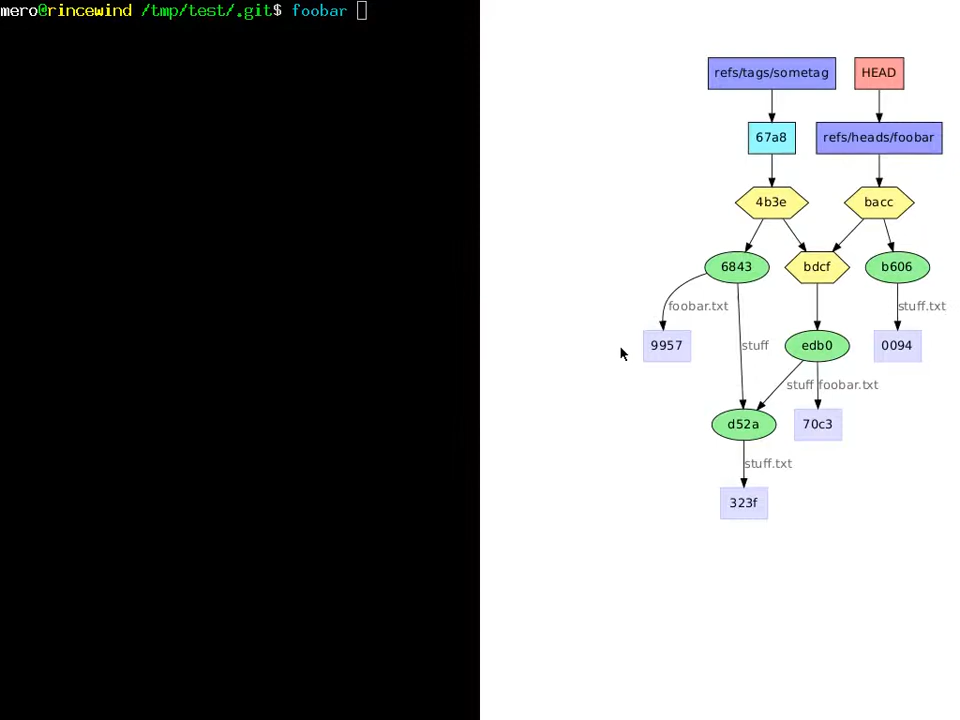 mero@rincewind /tmp/test/.git$ foobar
refs/tags/sometag HEAD
67a8 refs/heads/foobar
4b3e bacc
6843 bdcf b606
foobar.txt stuff.txt
9957 stuff edb0 0094
stuff foobar.txt
d52a 70c3
stuff.txt
323f